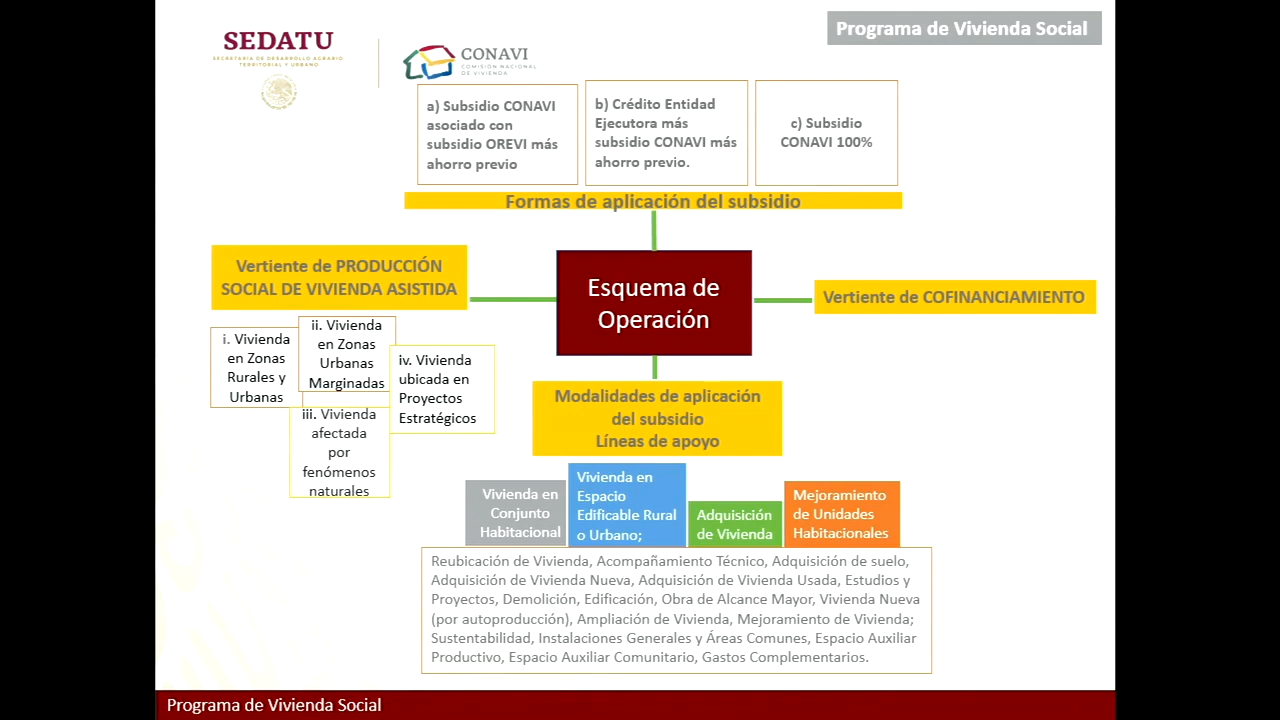 Programa de Vivienda Social
SEDATU
SECRETARÍA DE DESARROLLO AGRARIO
TERRITORIAL Y URBANO
CONAVI
COMISIÓN NACIONAL
DE VIVIENDA
a) Subsidio CONAVI
asociado con
subsidio OREVI más
ahorro previo
b) Crédito Entidad
Ejecutora más
subsidio CONAVI más
ahorro previo.
c) Subsidio
CONAVI 100%
Formas de aplicación del subsidio
Vertiente de PRODUCCIÓN
SOCIAL DE VIVIENDA ASISTIDA
Esquema de
Operación
Vertiente de COFINANCIAMIENTO
i. Vivienda
en Zonas
Rurales y
Urbanas
ii. Vivienda
en Zonas
Urbanas
Marginadas
iii. Vivienda
afectada
por
fenómenos
naturales
iv. Vivienda
ubicada en
Proyectos
Estratégicos
Modalidades de aplicación
del subsidio
Líneas de apoyo
Vivienda en
Conjunto
Habitacional
Vivienda en
Espacio
Edificable Rural
o Urbano;
Adquisición
de Vivienda
Mejoramiento
de Unidades
Habitacionales
Reubicación de Vivienda, Acompañamiento Técnico, Adquisición de suelo,
Adquisición de Vivienda Nueva, Adquisición de Vivienda Usada, Estudios y
Proyectos, Demolición, Edificación, Obra de Alcance Mayor, Vivienda Nueva
(por autoproducción), Ampliación de Vivienda, Mejoramiento de Vivienda;
Sustentabilidad, Instalaciones Generales y Áreas Comunes, Espacio Auxiliar
Productivo, Espacio Auxiliar Comunitario, Gastos Complementarios.
Programa de Vivienda Social